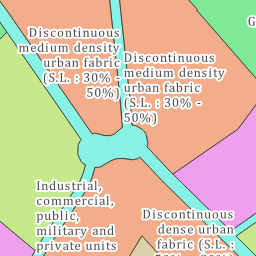 Discontinuous
medium density
urban fabric
(S.L. : 30% -
50%)
Discontinuous
medium density
urban fabric
(S.L. : 30% -
50%)
G
Industrial,
commercial,
public,
military and
private units
Discontinuous
dense urban
fabric (S.L. :